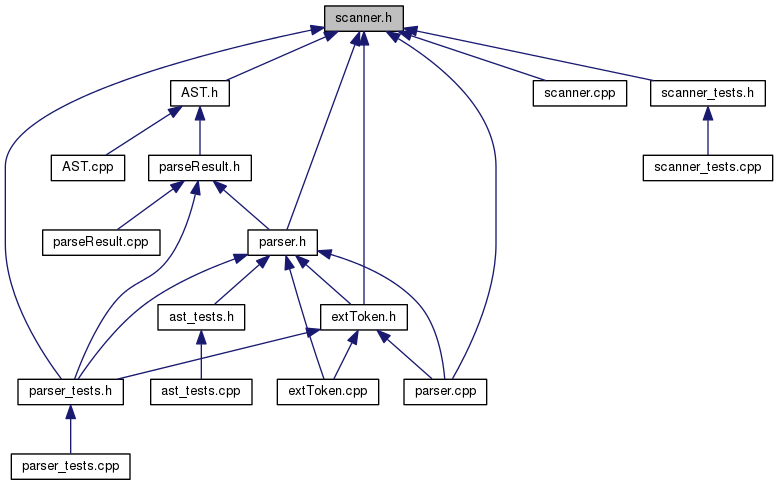 scanner.h
AST.h
scanner.cpp
scanner_tests.h
AST.cpp
parseResult.h
scanner_tests.cpp
parseResult.cpp
parser.h
ast_tests.h
extToken.h
parser_tests.h
ast_tests.cpp
extToken.cpp
parser.cpp
parser_tests.cpp